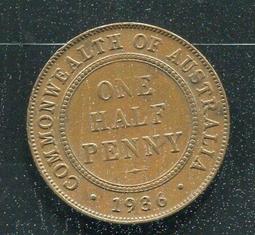 COMMONWEALTH OF AUSTRALIA
ONE
HALF
PENNY
· 1936 ·